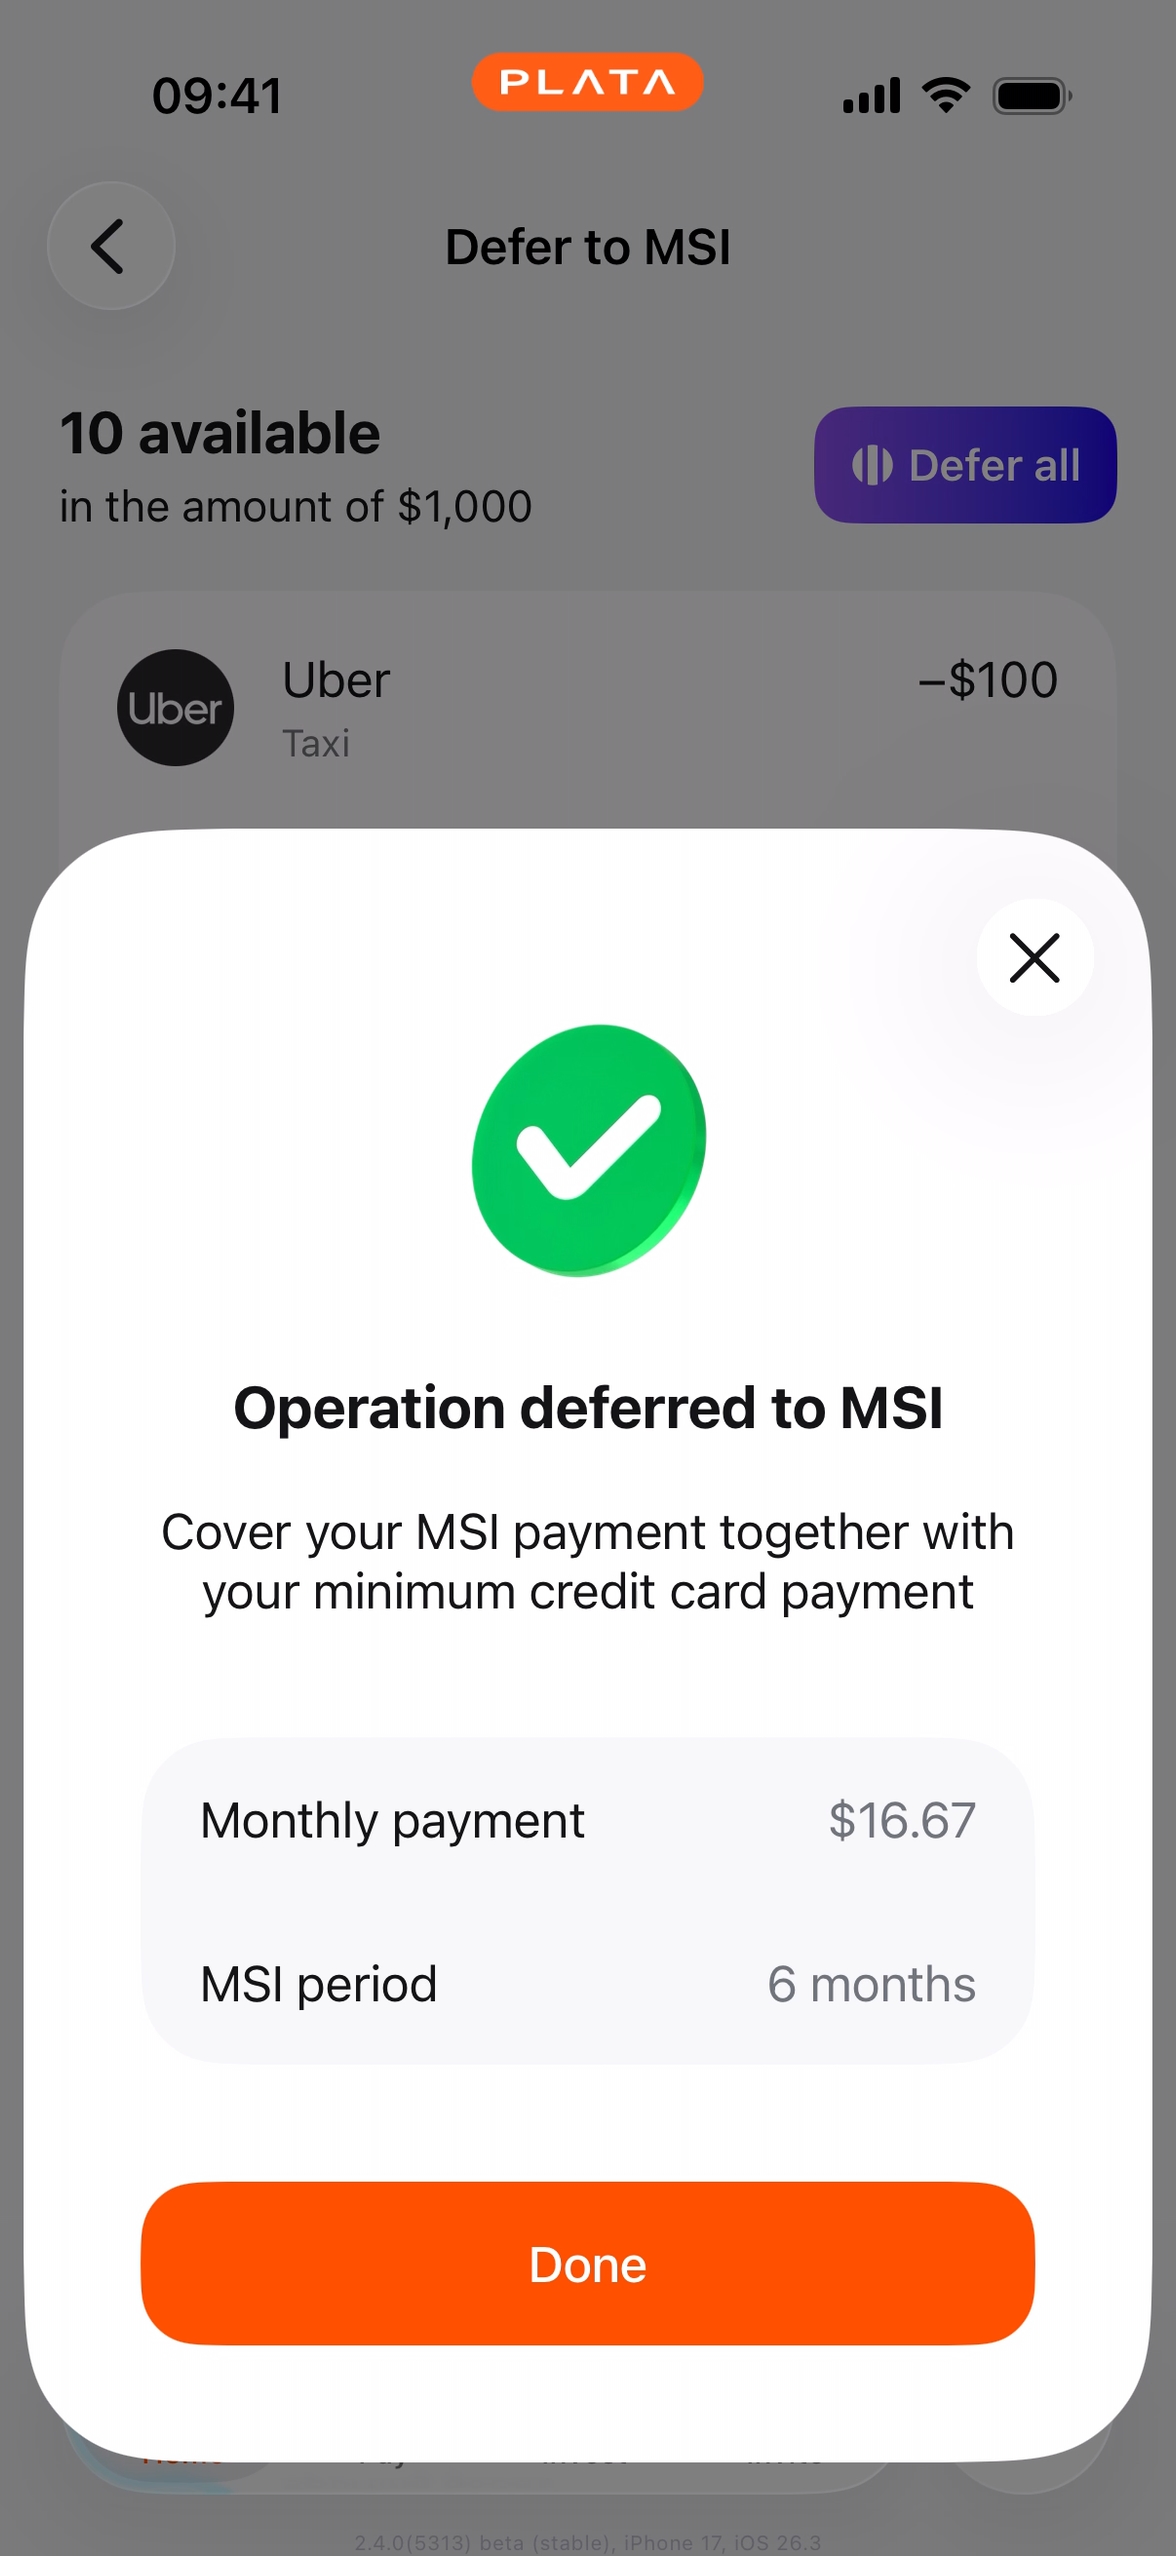 09:41
PLATA
Defer to MSI
10 available
in the amount of $1,000
Defer all
Uber
Uber
–$100
Taxi
Operation deferred to MSI
Cover your MSI payment together with
your minimum credit card payment
Monthly payment
$16.67
MSI period
6 months
Done
2.4.0(5313) beta (stable), iPhone 17, iOS 26.3